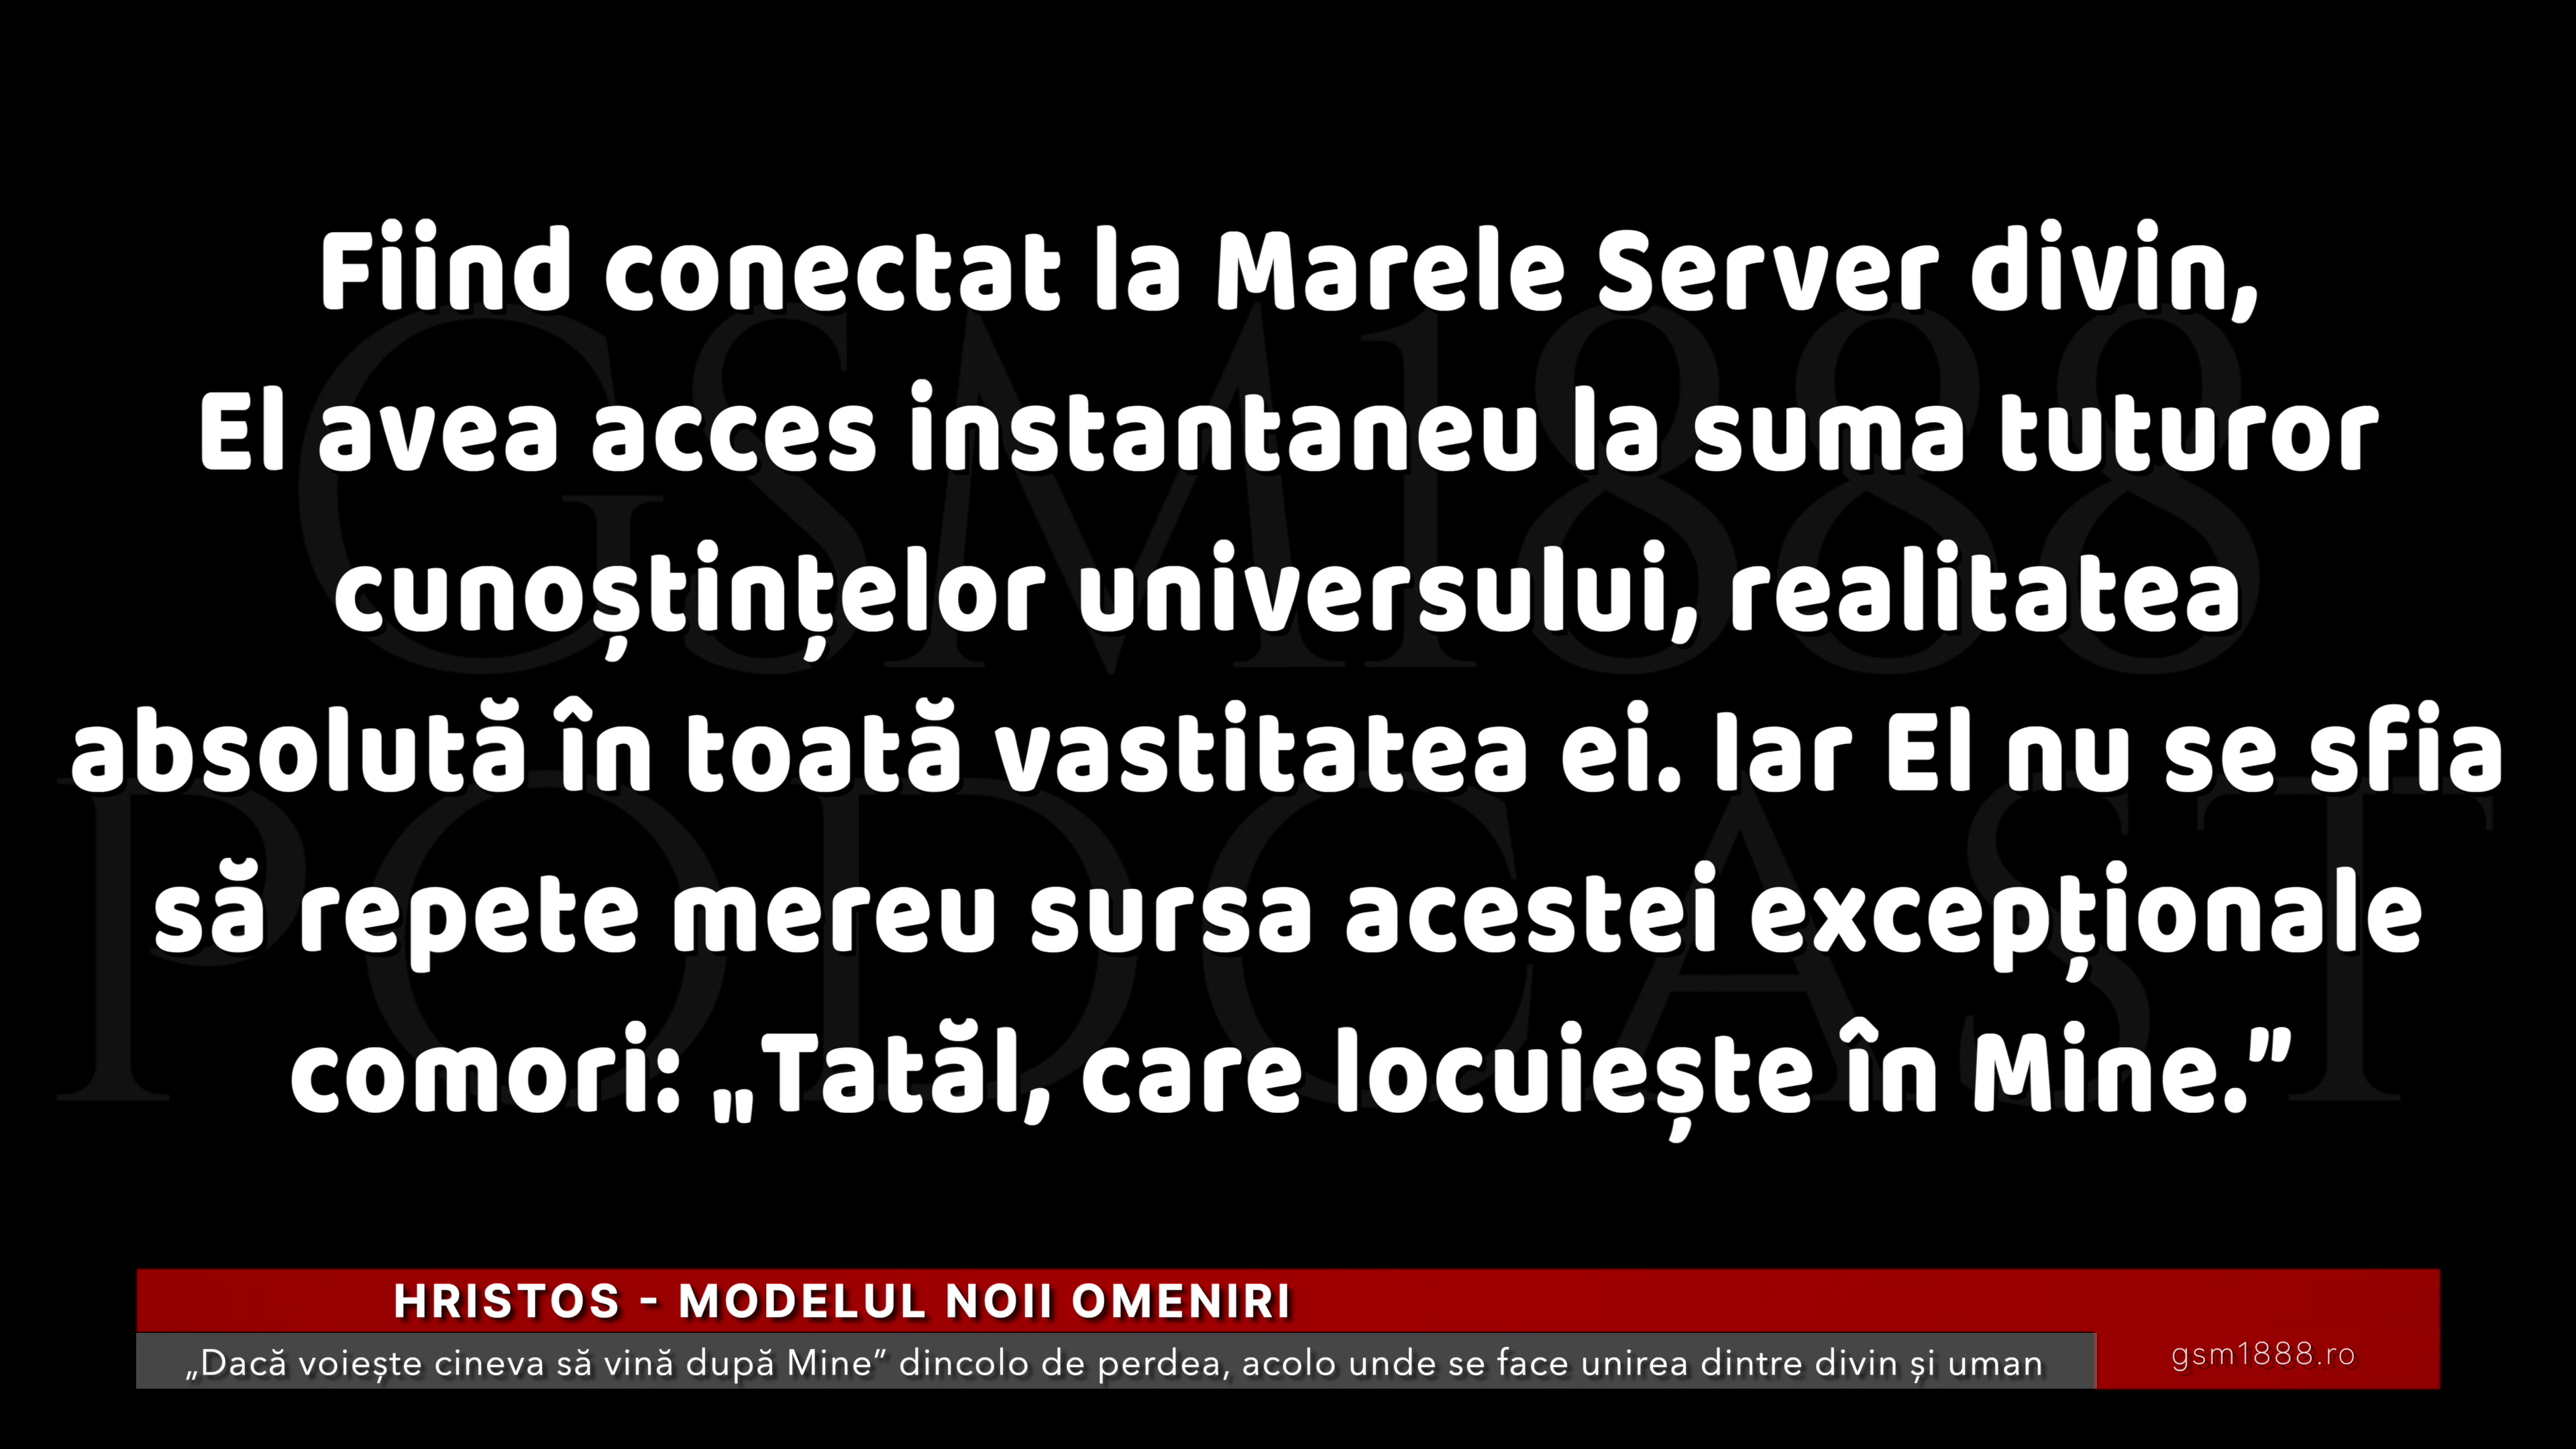 Fiind conectat la Marele Server divin,
El avea acces instantaneu la suma tuturor
cunoștințelor universului, realitatea
absolută în toată vastitatea ei. Iar El nu se sfia
să repete mereu sursa acestei excepționale
comori: „Tatăl, care locuiește în Mine.”
GSM1888
PODCAST
HRISTOS - MODELUL NOII OMENIRI
„Dacă voiește cineva să vină după Mine” dincolo de perdea, acolo unde se face unirea dintre divin și uman
gsm1888.ro